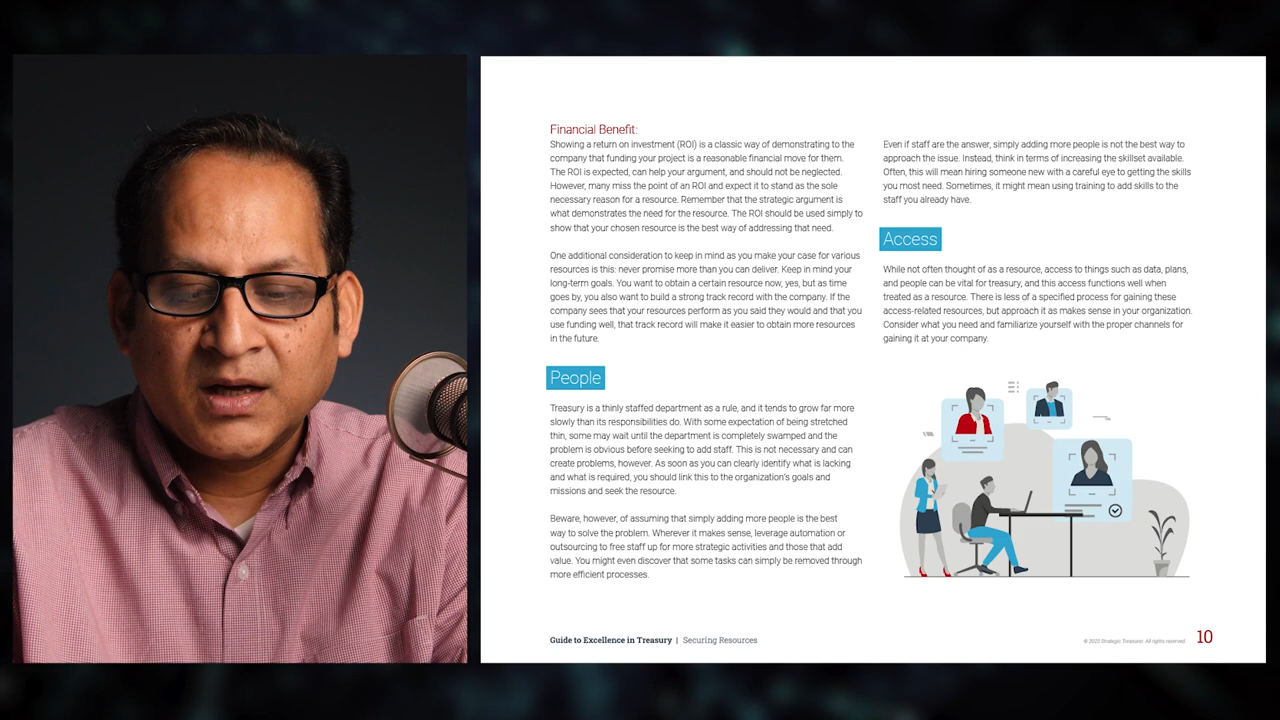 Financial Benefit:
Showing a return on investment (ROI) is a classic way of demonstrating to the
company that funding your project is a reasonable financial move for them.
The ROI is expected, can help your argument, and should not be neglected.
However, many miss the point of an ROI and expect it to stand as the sole
necessary reason for a resource. Remember that the strategic argument is
what demonstrates the need for the resource. The ROI should be used simply to
show that your chosen resource is the best way of addressing that need.
One additional consideration to keep in mind as you make your case for various
resources is this: never promise more than you can deliver. Keep in mind your
long-term goals. You want to obtain a certain resource now, yes, but as time
goes by, you also want to build a strong track record with the company. If the
company sees that your resources perform as you said they would and that you
use funding well, that track record will make it easier to obtain more resources
in the future.
People
Treasury is a thinly staffed department as a rule, and it tends to grow far more
slowly than its responsibilities do. With some expectation of being stretched
thin, some may wait until the department is completely swamped and the
problem is obvious before seeking to add staff. This is not necessary and can
create problems, however. As soon as you can clearly identify what is lacking
and what is required, you should link this to the organization's goals and
missions and seek the resource.
Beware, however, of assuming that simply adding more people is the best
way to solve the problem. Wherever it makes sense, leverage automation or
outsourcing to free staff up for more strategic activities and those that add
value. You might even discover that some tasks can simply be removed through
more efficient processes.
Even if staff are the answer, simply adding more people is not the best way to
approach the issue. Instead, think in terms of increasing the skillset available.
Often, this will mean hiring someone new with a careful eye to getting the skills
you most need. Sometimes, it might mean using training to add skills to the
staff you already have.
Access
While not often thought of as a resource, access to things such as data, plans,
and people can be vital for treasury, and this access functions well when
treated as a resource. There is less of a specified process for gaining these
access-related resources, but approach it as makes sense in your organization.
Consider what you need and familiarize yourself with the proper channels for
gaining it at your company.
Guide to Excellence in Treasury | Securing Resources
© 2025 Strategic Treasurer. All rights reserved. 10